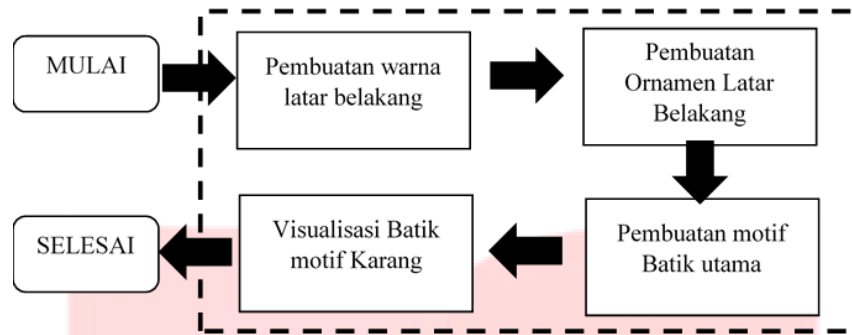 MULAI
Pembuatan warna
latar belakang
Pembuatan
Ornamen Latar
Belakang
Pembuatan motif
Batik utama
Visualisasi Batik
motif Karang
SELESAI